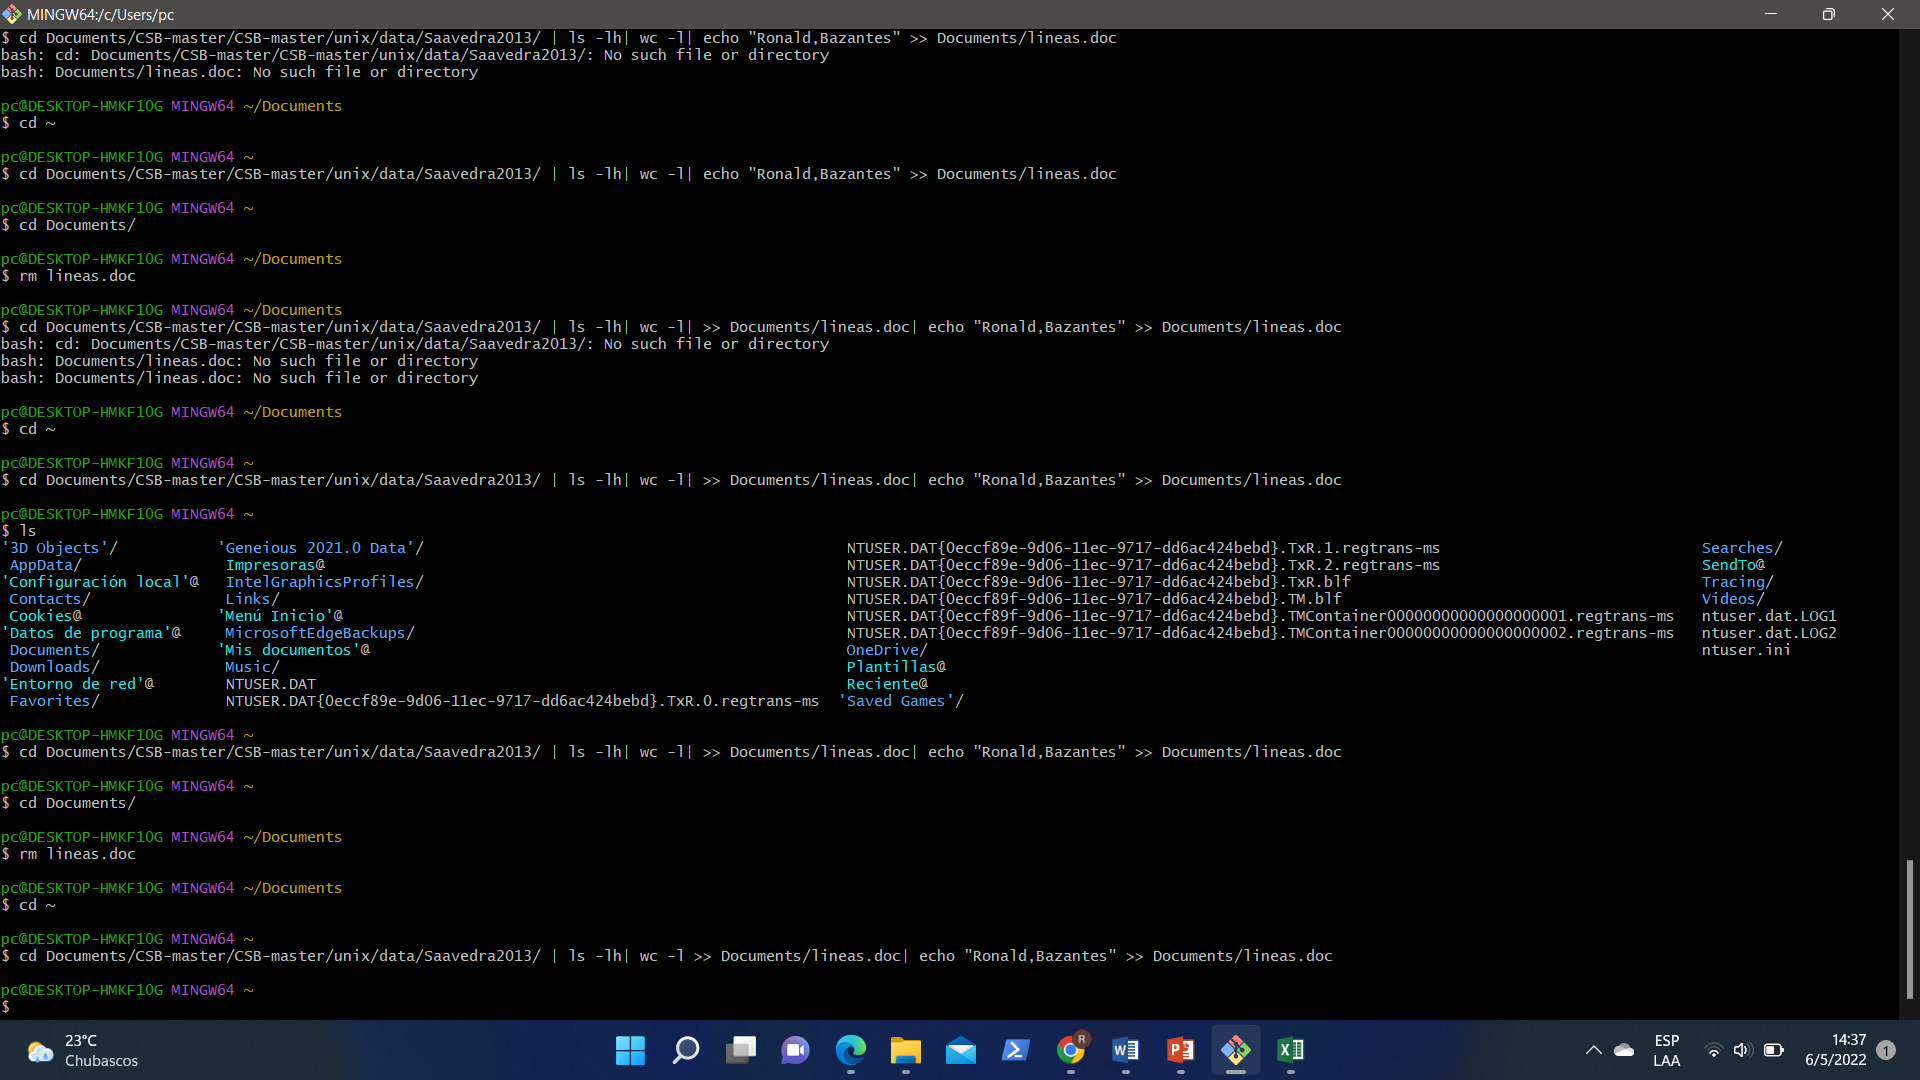 MINGW64:/c/Users/pc
$ cd Documents/CSB-master/CSB-master/unix/data/Saavedra2013/ | ls -lh| wc -l| echo "Ronald,Bazantes" >> Documents/lineas.doc
bash: cd: Documents/CSB-master/CSB-master/unix/data/Saavedra2013/: No such file or directory
bash: Documents/lineas.doc: No such file or directory
pc@DESKTOP-HMKF1OG MINGW64 ~/Documents
$ cd ~
pc@DESKTOP-HMKF1OG MINGW64 ~
$ cd Documents/CSB-master/CSB-master/unix/data/Saavedra2013/ | ls -lh| wc -l| echo "Ronald,Bazantes" >> Documents/lineas.doc
pc@DESKTOP-HMKF1OG MINGW64 ~
$ cd Documents/
pc@DESKTOP-HMKF1OG MINGW64 ~/Documents
$ rm lineas.doc
pc@DESKTOP-HMKF1OG MINGW64 ~/Documents
$ cd Documents/CSB-master/CSB-master/unix/data/Saavedra2013/ | ls -lh| wc -l| >> Documents/lineas.doc| echo "Ronald,Bazantes" >> Documents/lineas.doc
bash: cd: Documents/CSB-master/CSB-master/unix/data/Saavedra2013/: No such file or directory
bash: Documents/lineas.doc: No such file or directory
bash: Documents/lineas.doc: No such file or directory
pc@DESKTOP-HMKF1OG MINGW64 ~/Documents
$ cd ~
pc@DESKTOP-HMKF1OG MINGW64 ~
$ cd Documents/CSB-master/CSB-master/unix/data/Saavedra2013/ | ls -lh| wc -l| >> Documents/lineas.doc| echo "Ronald,Bazantes" >> Documents/lineas.doc
pc@DESKTOP-HMKF1OG MINGW64 ~
$ ls
'3D Objects'/ 'Geneious 2021.0 Data'/ NTUSER.DAT{0eccf89e-9d06-11ec-9717-dd6ac424bebd}.TxR.1.regtrans-ms Searches/
AppData/ Impresoras@ NTUSER.DAT{0eccf89e-9d06-11ec-9717-dd6ac424bebd}.TxR.2.regtrans-ms SendTo@
'Configuración local'@ IntelGraphicsProfiles/ NTUSER.DAT{0eccf89e-9d06-11ec-9717-dd6ac424bebd}.TxR.blf Tracing/
Contacts/ Links/ NTUSER.DAT{0eccf89f-9d06-11ec-9717-dd6ac424bebd}.TM.blf Videos/
Cookies@ 'Menú Inicio'@ NTUSER.DAT{0eccf89f-9d06-11ec-9717-dd6ac424bebd}.TMContainer00000000000000000001.regtrans-ms ntuser.dat.LOG1
'Datos de programa'@ MicrosoftEdgeBackups/ NTUSER.DAT{0eccf89f-9d06-11ec-9717-dd6ac424bebd}.TMContainer00000000000000000002.regtrans-ms ntuser.dat.LOG2
Documents/ 'Mis documentos'@ OneDrive/ ntuser.ini
Downloads/ Music/ Plantillas@
'Entorno de red'@ NTUSER.DAT Reciente@
Favorites/ NTUSER.DAT{0eccf89e-9d06-11ec-9717-dd6ac424bebd}.TxR.0.regtrans-ms 'Saved Games'/
pc@DESKTOP-HMKF1OG MINGW64 ~
$ cd Documents/CSB-master/CSB-master/unix/data/Saavedra2013/ | ls -lh| wc -l| >> Documents/lineas.doc| echo "Ronald,Bazantes" >> Documents/lineas.doc
pc@DESKTOP-HMKF1OG MINGW64 ~
$ cd Documents/
pc@DESKTOP-HMKF1OG MINGW64 ~/Documents
$ rm lineas.doc
pc@DESKTOP-HMKF1OG MINGW64 ~/Documents
$ cd ~
pc@DESKTOP-HMKF1OG MINGW64 ~
$ cd Documents/CSB-master/CSB-master/unix/data/Saavedra2013/ | ls -lh| wc -l >> Documents/lineas.doc| echo "Ronald,Bazantes" >> Documents/lineas.doc
pc@DESKTOP-HMKF1OG MINGW64 ~
$
23°C
Chubascos
R
W
P
X
ESP
LAA
14:37
6/5/2022
1